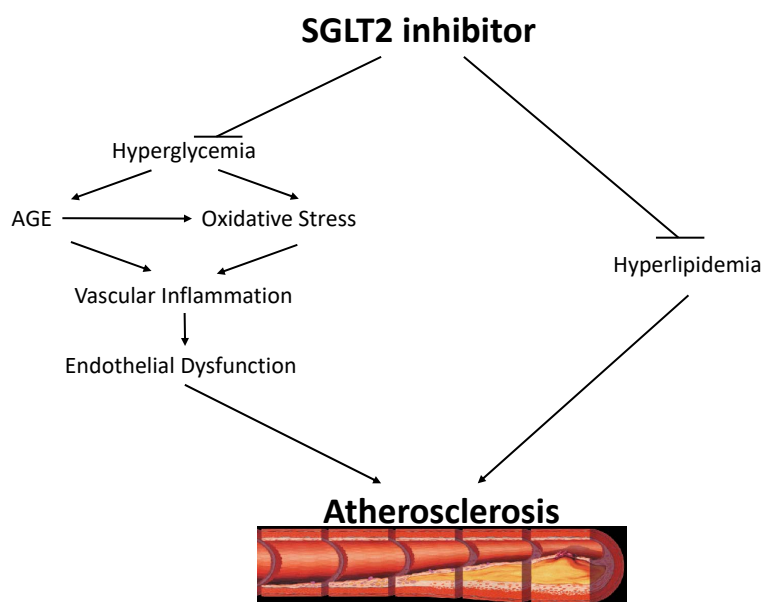 SGLT2 inhibitor
Hyperglycemia
AGE
Oxidative Stress
Vascular Inflammation
Endothelial Dysfunction
Hyperlipidemia
Atherosclerosis